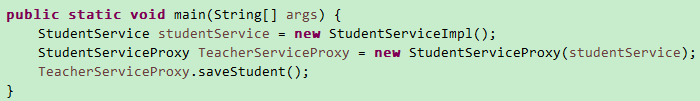 public static void main(String[] args) {
    StudentService studentService = new StudentServiceImpl();
    StudentServiceProxy TeacherServiceProxy = new StudentServiceProxy(studentService);
    TeacherServiceProxy.saveStudent();
}